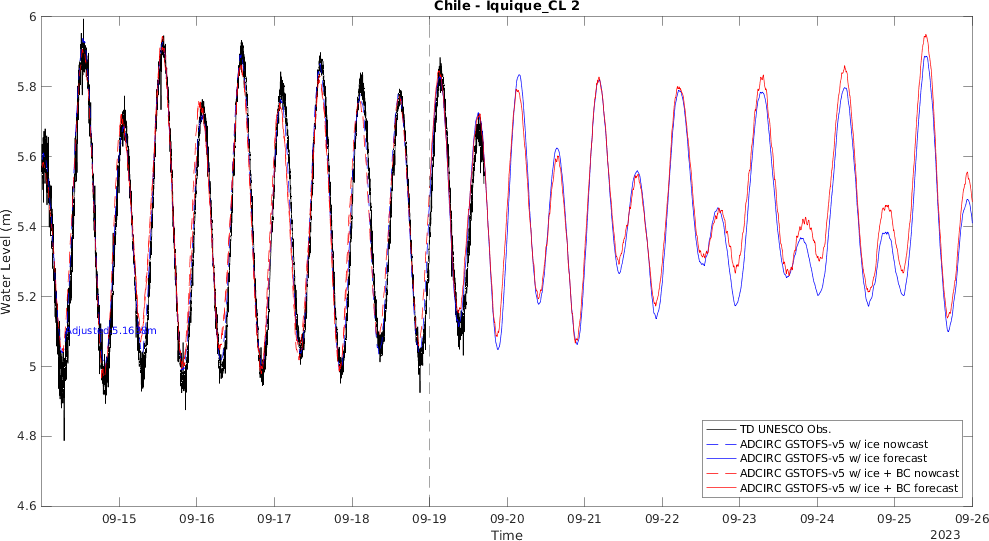 Chile - Iquique_CL 2
Water Level (m)
6
5.8
5.6
5.4
5.2
5
4.8
4.6
TD UNESCO Obs.
ADCIRC GSTOFS-v5 w/ ice nowcast
ADCIRC GSTOFS-v5 w/ ice forecast
ADCIRC GSTOFS-v5 w/ ice + BC nowcast
ADCIRC GSTOFS-v5 w/ ice + BC forecast
09-15 09-16 09-17 09-18 09-19 09-20 09-21 09-22 09-23 09-24 09-25 09-26
Time
2023